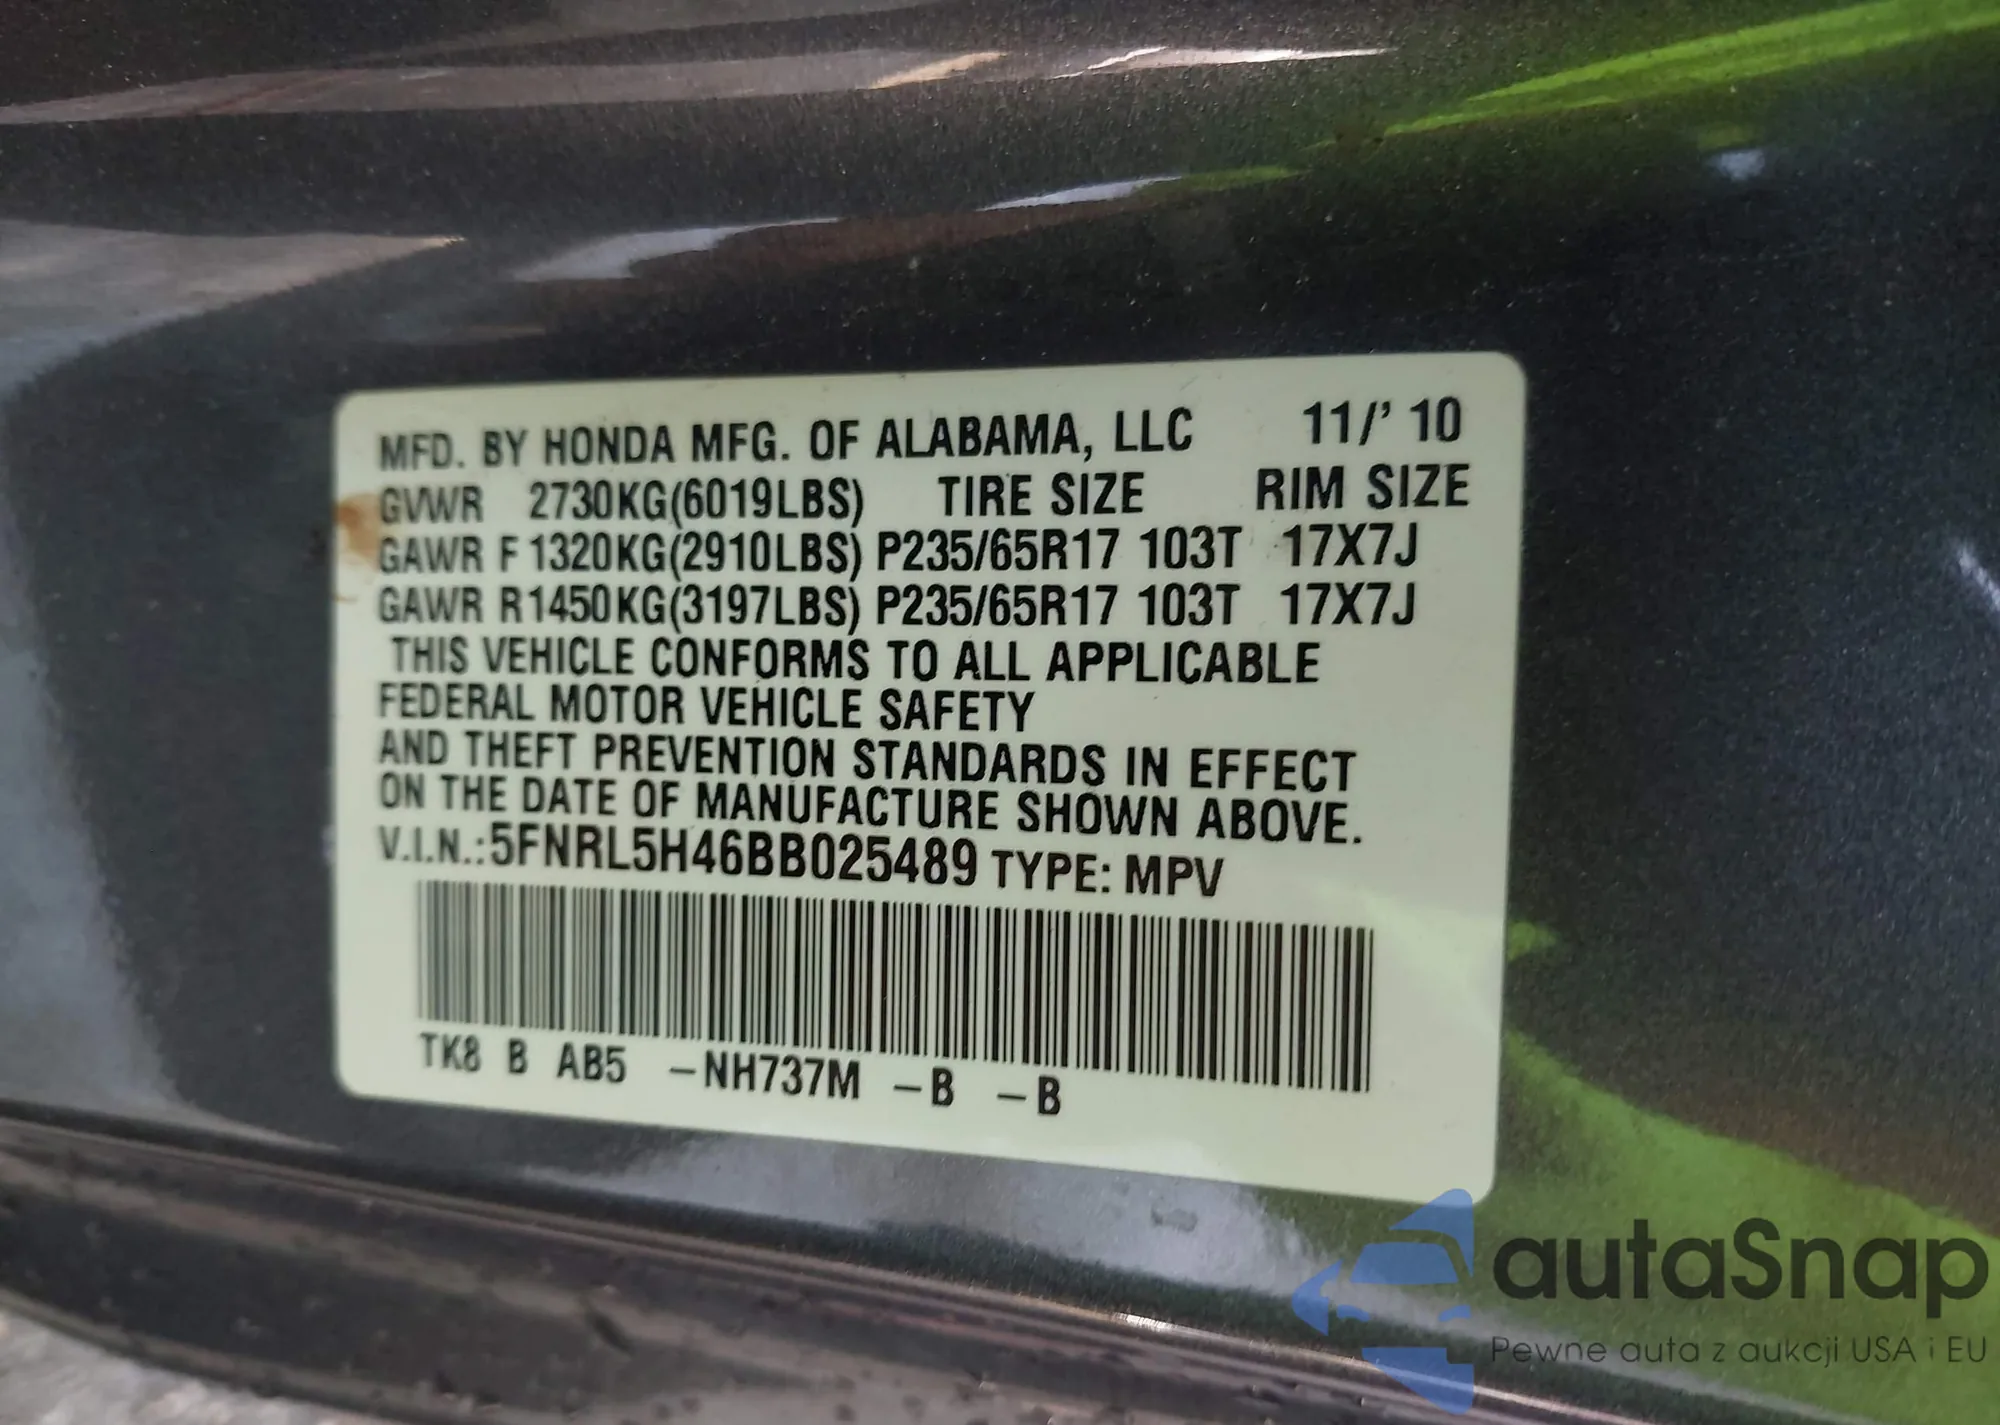 MFD. BY HONDA MFG. OF ALABAMA, LLC 11/' 10
GVWR 2730KG(6019LBS) TIRE SIZE RIM SIZE
GAWR F 1320KG(2910LBS) P235/65R17 103T 17X7J
GAWR R1450KG(3197LBS) P235/65R17 103T 17X7J
THIS VEHICLE CONFORMS TO ALL APPLICABLE
FEDERAL MOTOR VEHICLE SAFETY
AND THEFT PREVENTION STANDARDS IN EFFECT
ON THE DATE OF MANUFACTURE SHOWN ABOVE.
V.I.N.:5FNRL5H46BB025489 TYPE: MPV
TK8 B AB5 -NH737M -B -B
autaSnap
Pewne auta z aukcji USA i EU